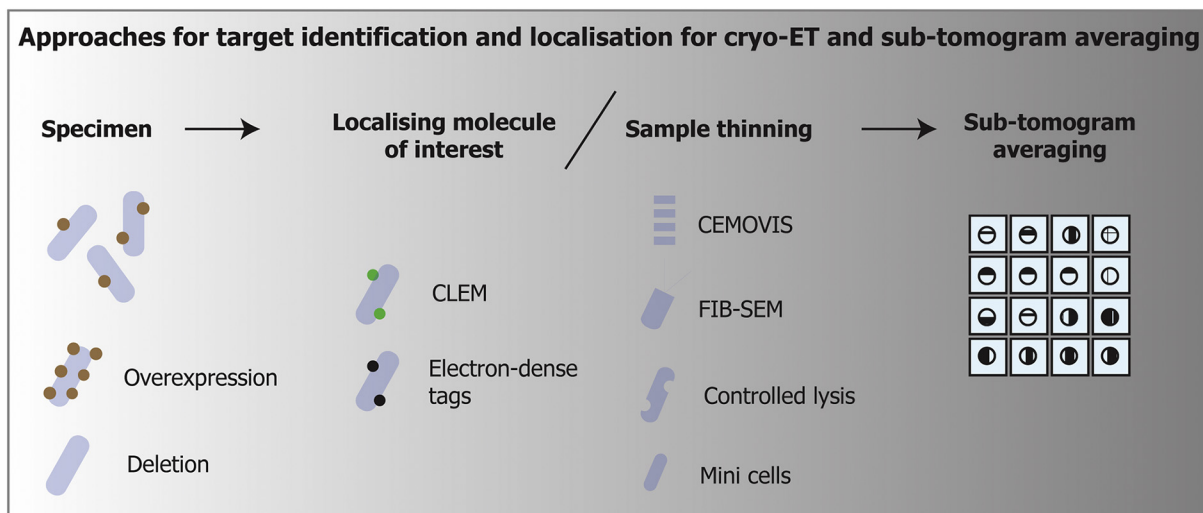 Approaches for target identification and localisation for cryo-ET and sub-tomogram averaging
Specimen
Localising molecule
of interest
Sample thinning
Sub-tomogram
averaging
Overexpression
Deletion
CLEM
Electron-dense
tags
CEMOVIS
FIB-SEM
Controlled lysis
Mini cells